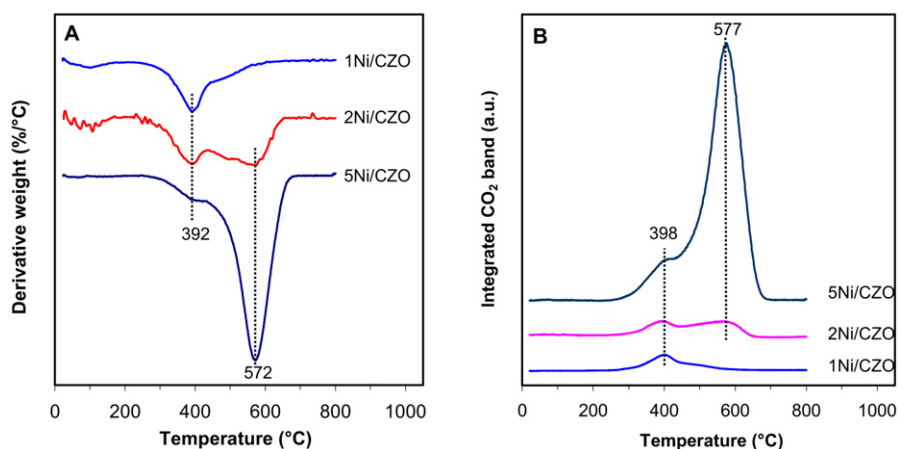 A
1Ni/CZO
2Ni/CZO
5Ni/CZO
392
572
Derivative weight (%/°C)
0 200 400 600 800 1000
Temperature (°C)
B
577
398
5Ni/CZO
2Ni/CZO
1Ni/CZO
Integrated CO₂ band (a.u.)
0 200 400 600 800 1000
Temperature (°C)